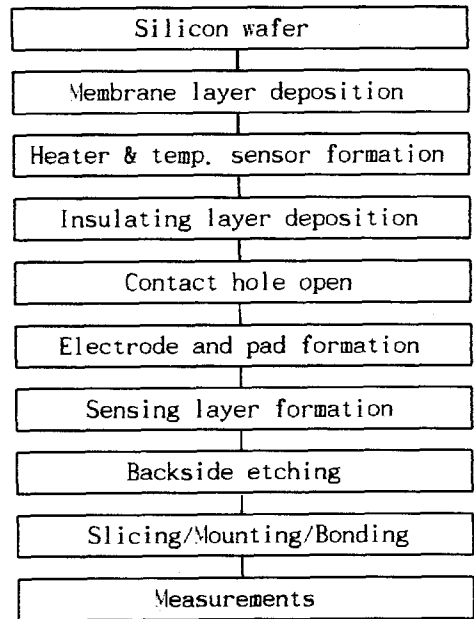 Silicon wafer
Membrane layer deposition
Heater & temp. sensor formation
Insulating layer deposition
Contact hole open
Electrode and pad formation
Sensing layer formation
Backside etching
Slicing/Mounting/Bonding
Measurements